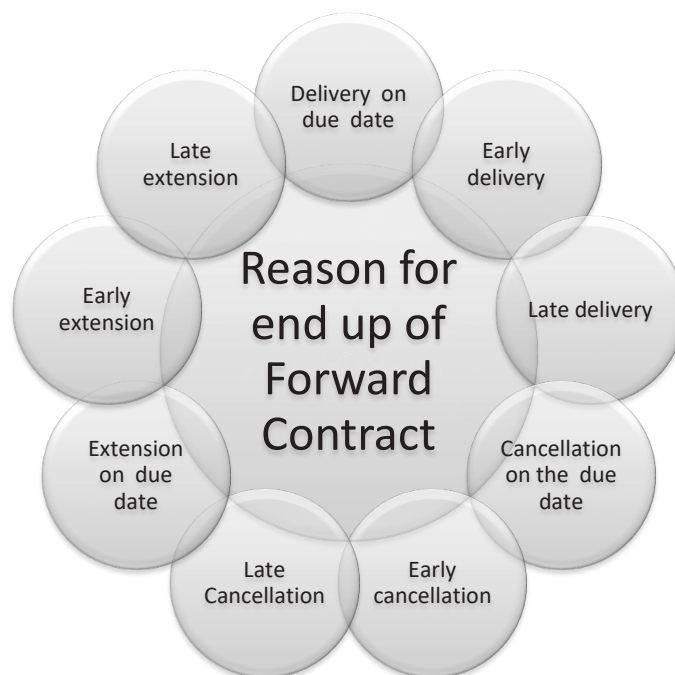 Delivery on
due date
Early
delivery
Late delivery
Cancellation
on the due
date
Early
cancellation
Late
Cancellation
Extension
on due
date
Early
extension
Late
extension
Reason for
end up of
Forward
Contract